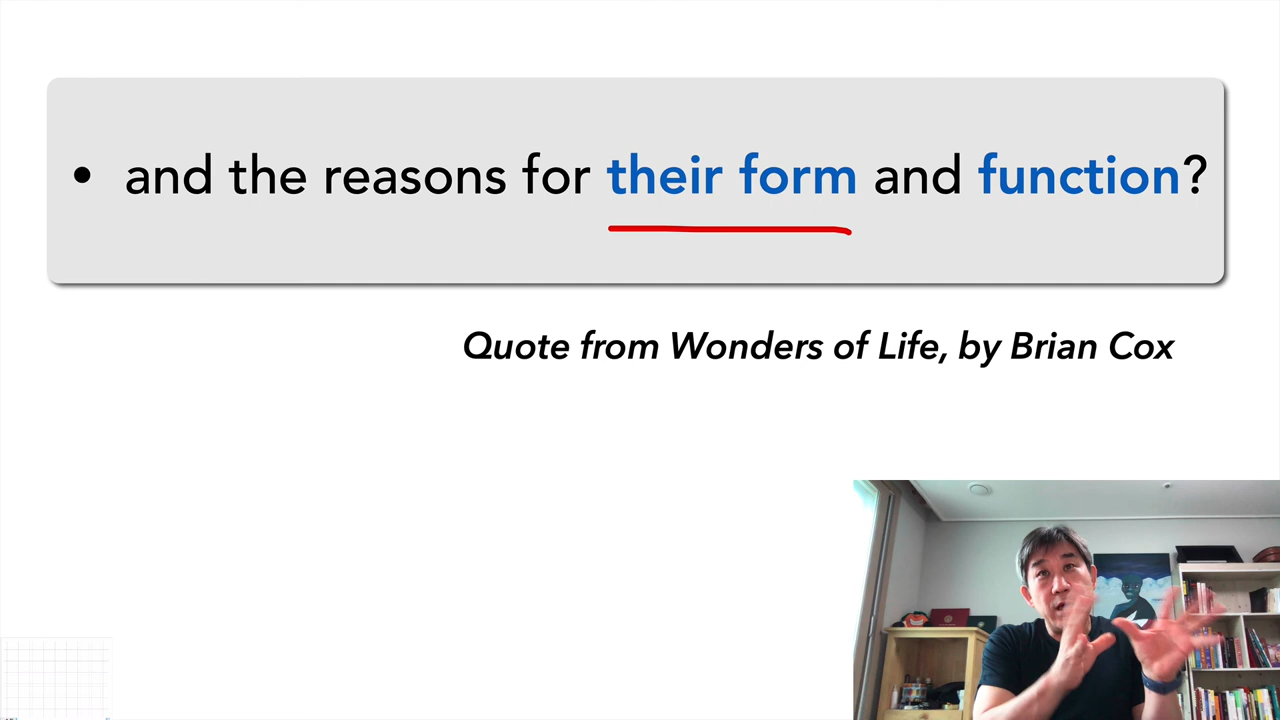 • and the reasons for their form and function?
Quote from Wonders of Life, by Brian Cox